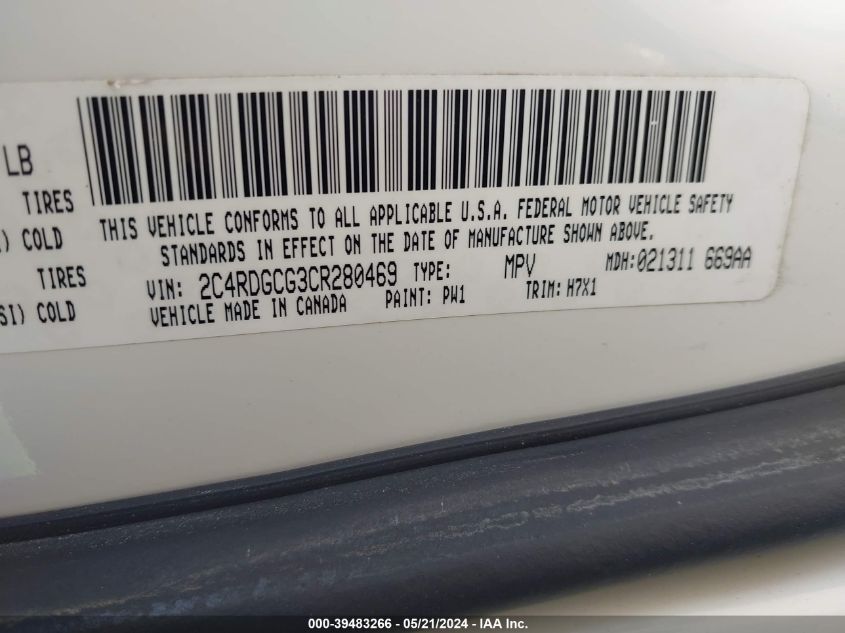 LB
TIRES
) COLD
TIRES
SI) COLD
THIS VEHICLE CONFORMS TO ALL APPLICABLE U.S.A. FEDERAL MOTOR VEHICLE SAFETY
STANDARDS IN EFFECT ON THE DATE OF MANUFACTURE SHOWN ABOVE.
VIN: 2C4RDGCG3CR280469 TYPE: MPV MDH:021311 669AA
VEHICLE MADE IN CANADA PAINT: PW1 TRIM: H7X1
000-39483266 - 05/21/2024 - IAA Inc.